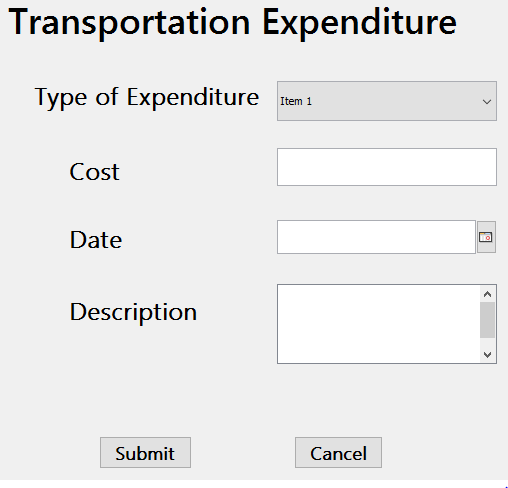 Transportation Expenditure
Type of Expenditure
Item 1
Cost
Date
Description
Submit
Cancel